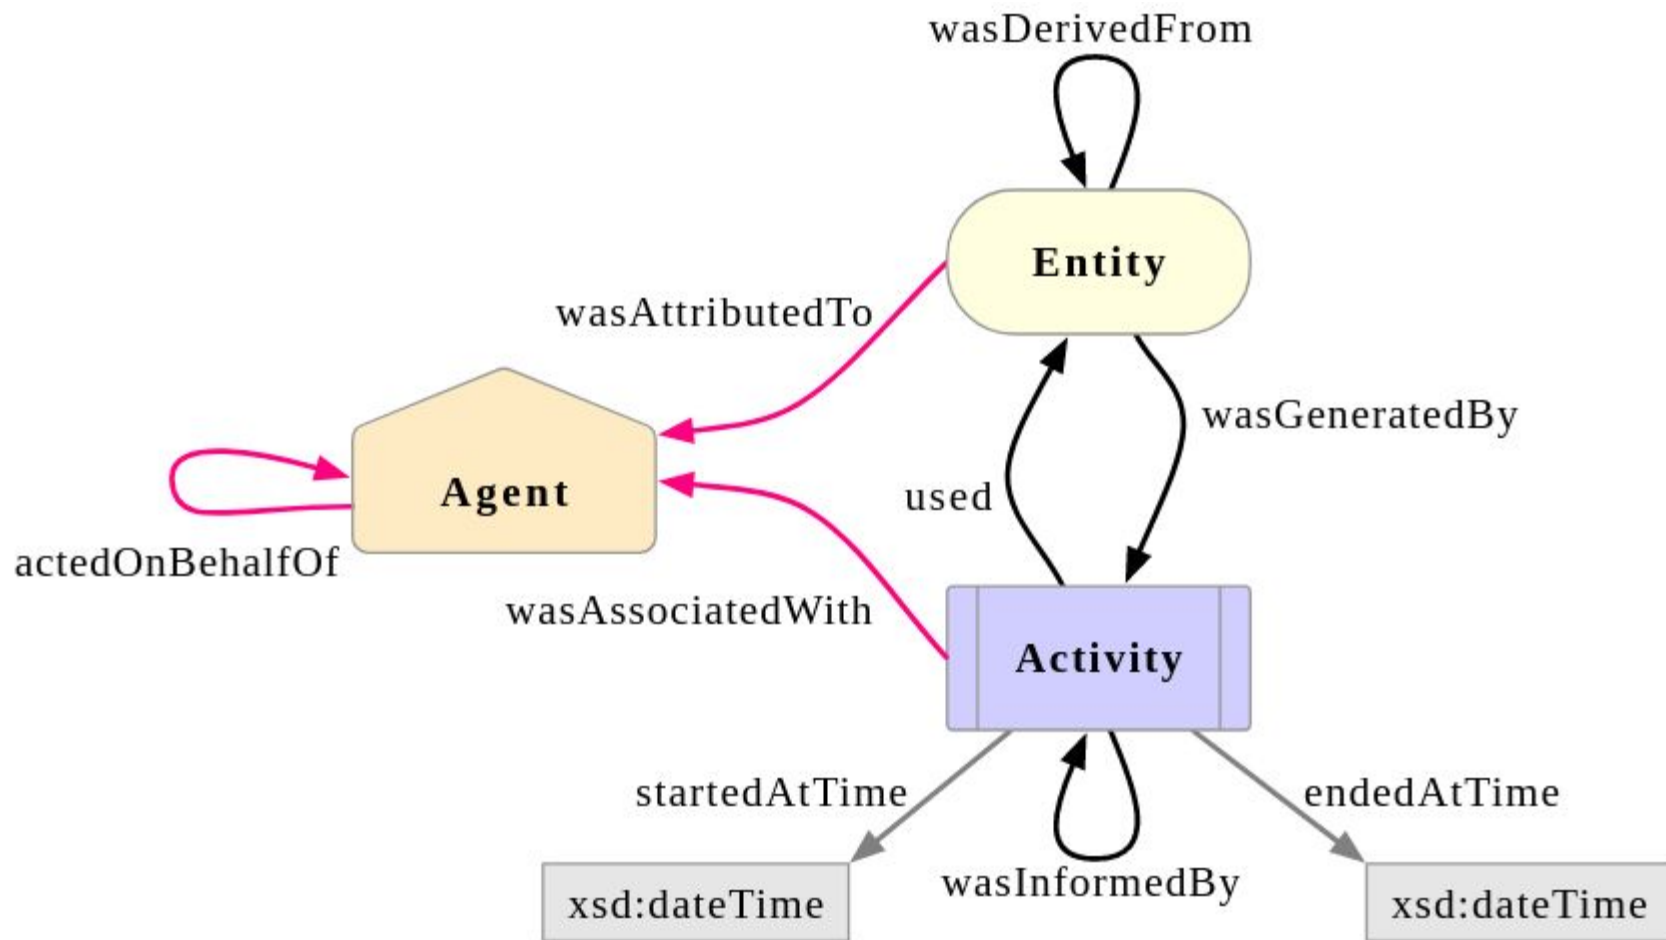 wasDerivedFrom
Entity
wasAttributedTo
wasGeneratedBy
Agent
used
actedOnBehalfOf
wasAssociatedWith
Activity
startedAtTime
endedAtTime
wasInformedBy
xsd:dateTime
xsd:dateTime